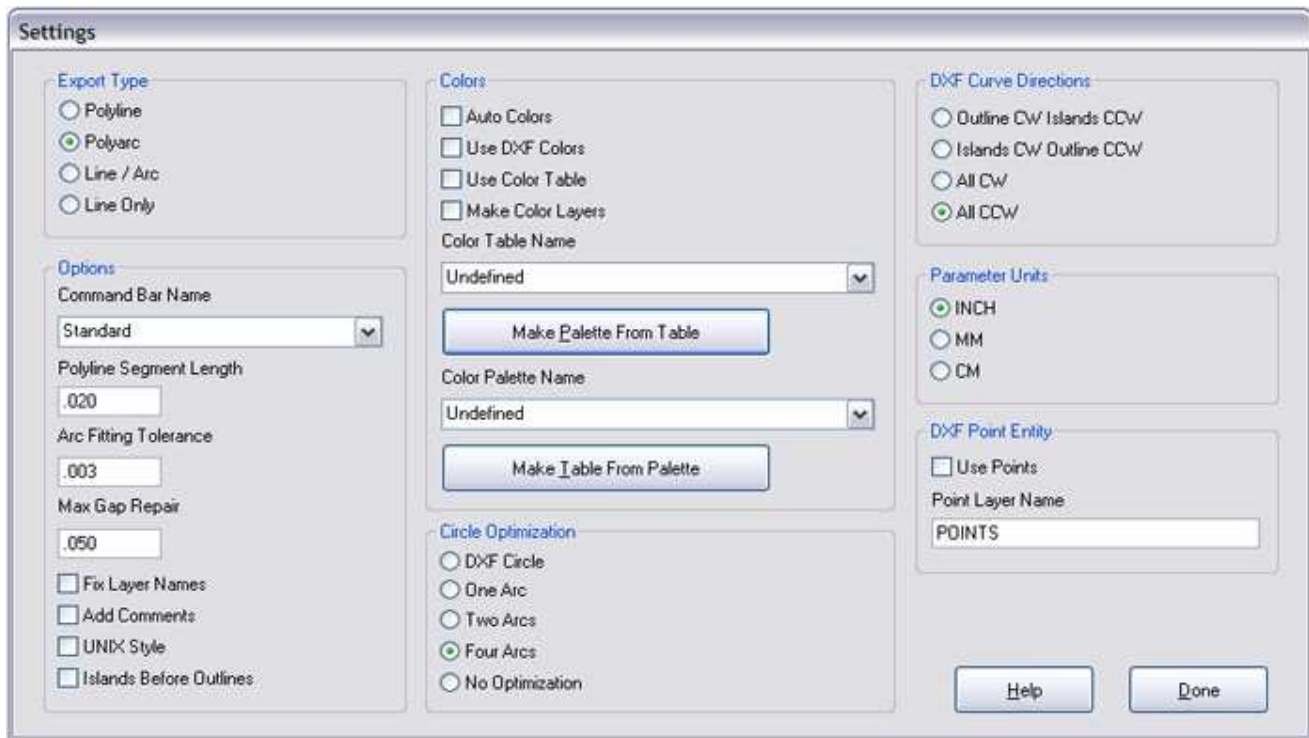 Settings
Export Type
Polyline
Polyarc
Line / Arc
Line Only
Options
Command Bar Name
Standard
Polyline Segment Length
.020
Arc Fitting Tolerance
.003
Max Gap Repair
.050
Fix Layer Names
Add Comments
UNIX Style
Islands Before Outlines
Colors
Auto Colors
Use DXF Colors
Use Color Table
Make Color Layers
Color Table Name
Undefined
Make Palette From Table
Color Palette Name
Undefined
Make Table From Palette
Circle Optimization
DXF Circle
One Arc
Two Arcs
Four Arcs
No Optimization
DXF Curve Directions
Outline CW Islands CCW
Islands CW Outline CCW
All CW
All CCW
Parameter Units
INCH
MM
CM
DXF Point Entity
Use Points
Point Layer Name
POINTS
Help
Done